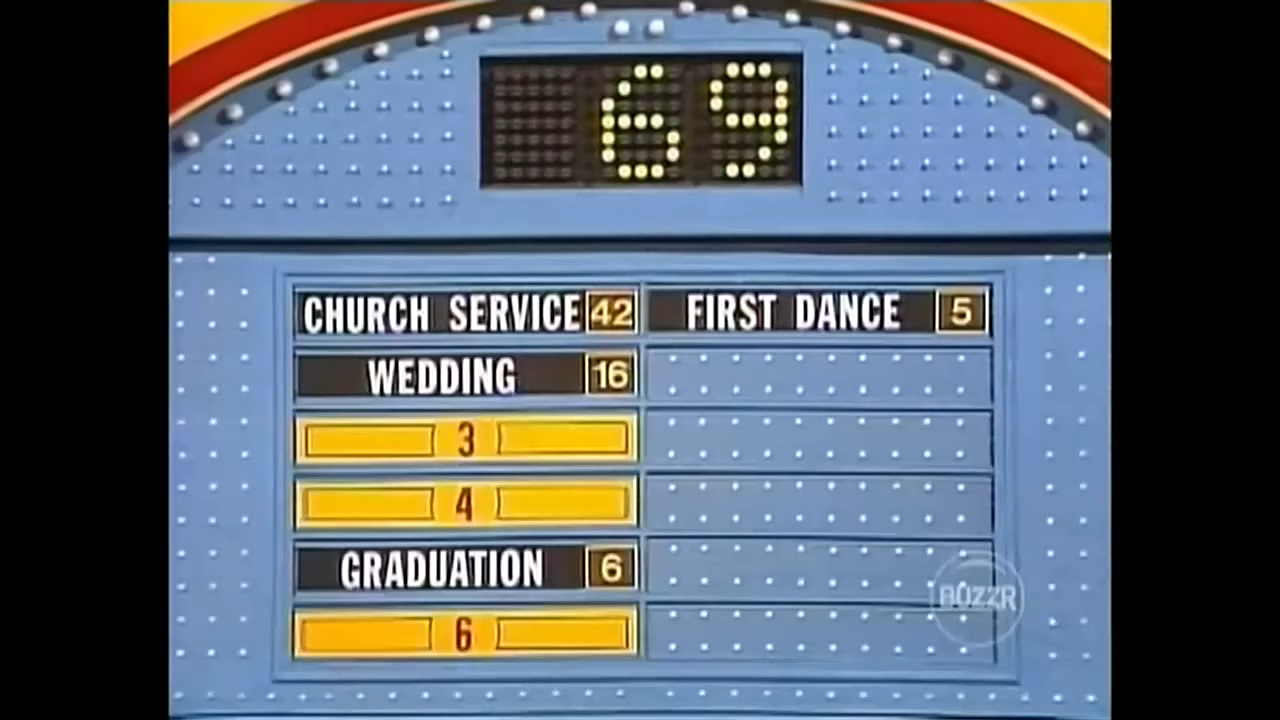 69
CHURCH SERVICE 42
WEDDING 16
3
4
GRADUATION 6
6
FIRST DANCE 5
BUZZR